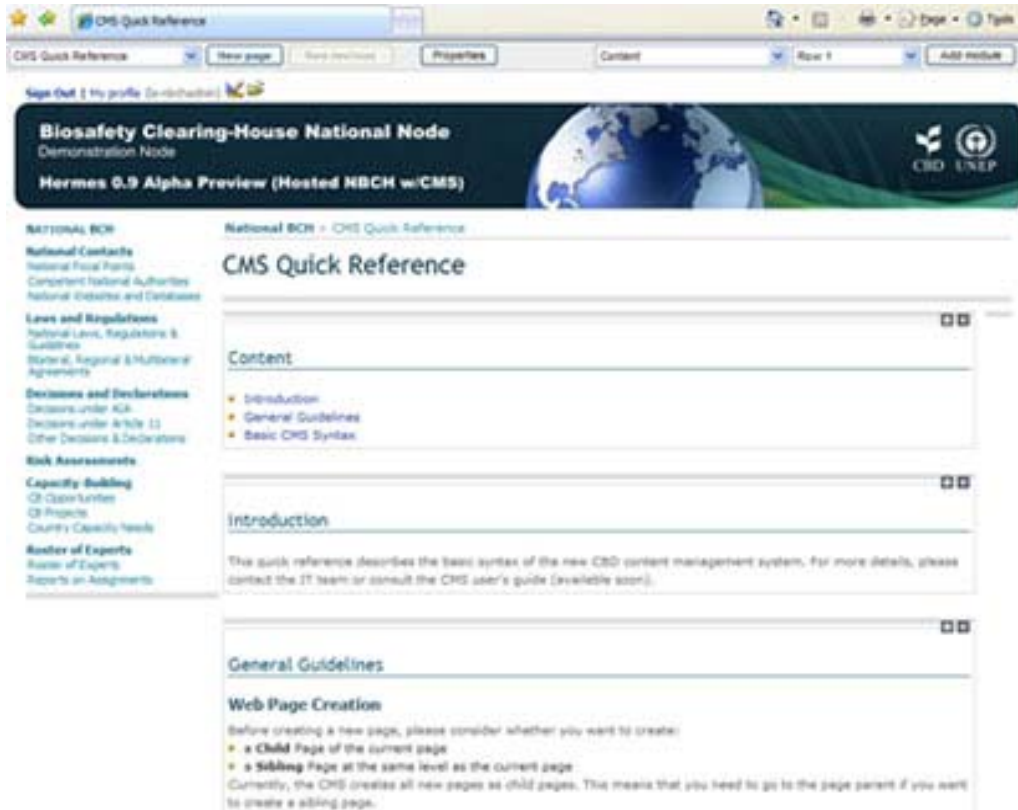 CMS Quick Reference
Page
Tools
CMS Quick Reference
New page
Properties
Content
Row 1
Add module
Sign Out | My profile
Biosafety Clearing-House National Node
Demonstration Node
Hermes 0.9 Alpha Preview (Hosted NBCH w/CMS)
CBD UNEP
NATIONAL BCH
National Contacts
National Focal Points
Competent National Authorities
National Websites and Databases
Laws and Regulations
National Laws, Regulations &
Guidelines
Bilateral, Regional & Multilateral
Agreements
Decisions and Declarations
Decisions under AIA
Decisions under Article 11
Other Decisions & Declarations
Risk Assessments
Capacity-Building
CB Opportunities
CB Projects
Country Capacity Needs
Roster of Experts
Roster of Experts
Reports on Assignments
National BCH > CMS Quick Reference
CMS Quick Reference
Content
Introduction
General Guidelines
Basic CMS Syntax
Introduction
This quick reference describes the basic syntax of the new CBD content management system. For more details, please
contact the IT team or consult the CMS user's guide (available soon).
General Guidelines
Web Page Creation
Before creating a new page, please consider whether you want to create:
a Child Page of the current page
a Sibling Page at the same level as the current page
Currently, the CMS creates all new pages as child pages. This means that you need to go to the page parent if you want
to create a sibling page.